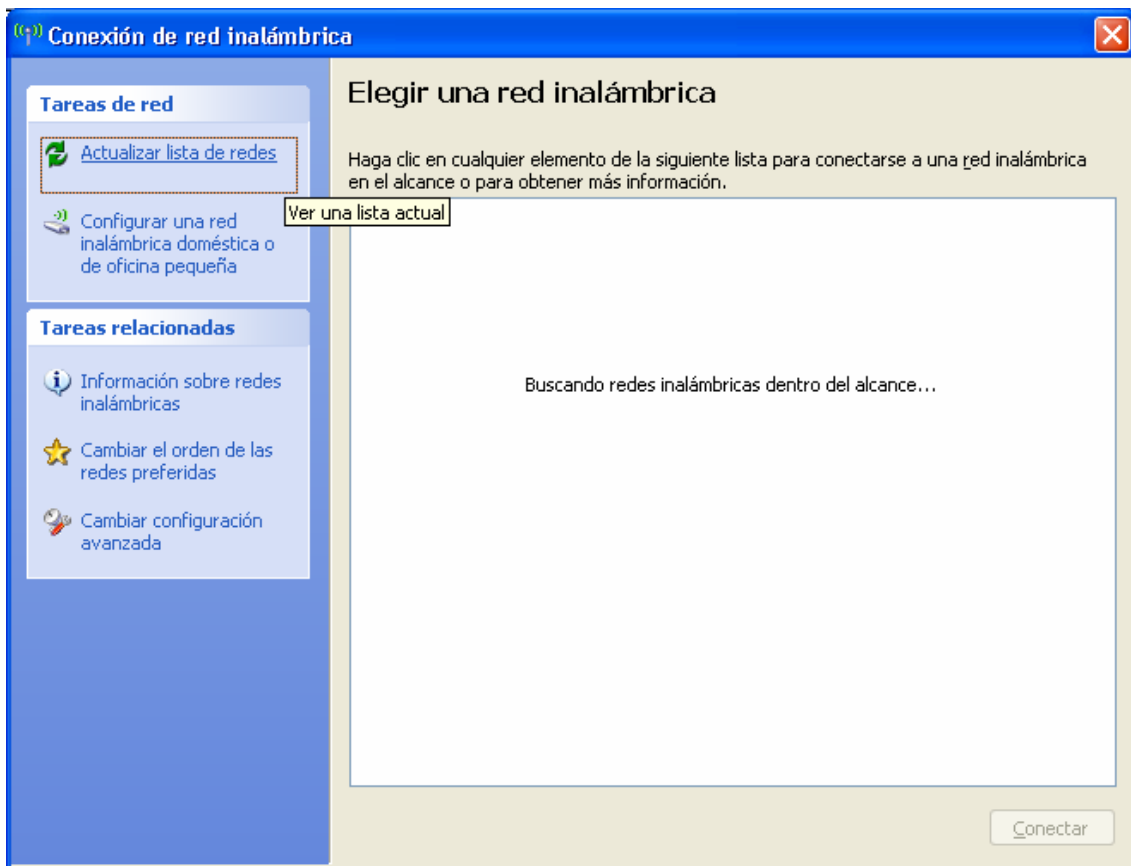 Conexión de red inalámbrica
Tareas de red
Actualizar lista de redes
Configurar una red
inalámbrica doméstica o
de oficina pequeña
Tareas relacionadas
Información sobre redes
inalámbricas
Cambiar el orden de las
redes preferidas
Cambiar configuración
avanzada
Elegir una red inalámbrica
Haga clic en cualquier elemento de la siguiente lista para conectarse a una red inalámbrica
en el alcance o para obtener más información.
Ver una lista actual
Buscando redes inalámbricas dentro del alcance...
Conectar